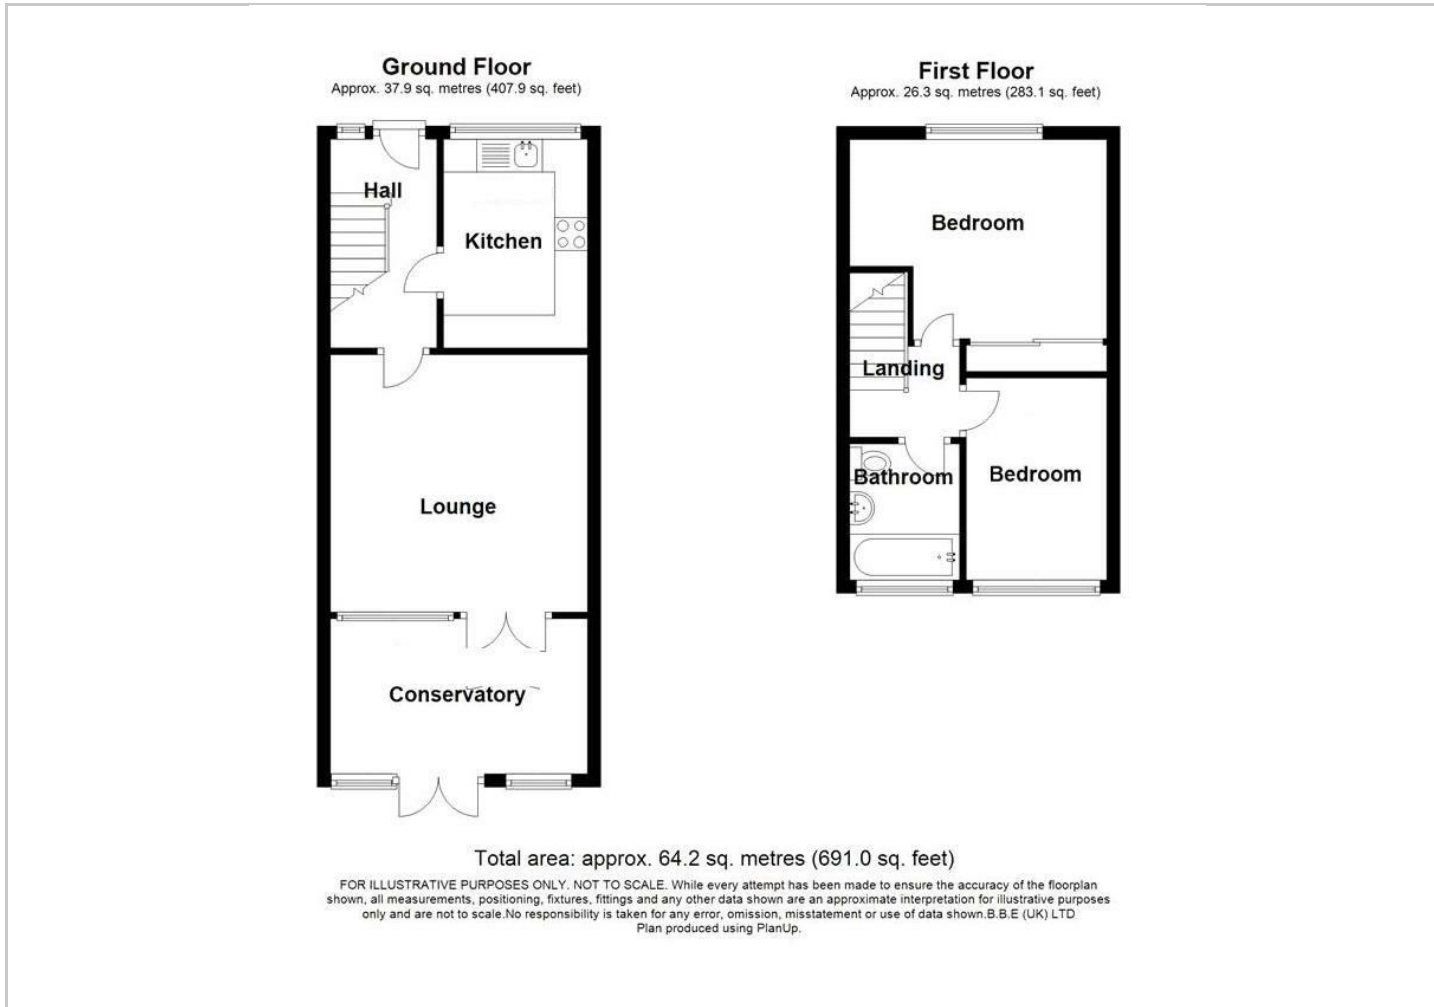 Ground Floor
Approx. 37.9 sq. metres (407.9 sq. feet)
Hall
Kitchen
Lounge
Conservatory
First Floor
Approx. 26.3 sq. metres (283.1 sq. feet)
Bedroom
Landing
Bathroom
Bedroom
Total area: approx. 64.2 sq. metres (691.0 sq. feet)
FOR ILLUSTRATIVE PURPOSES ONLY. NOT TO SCALE. While every attempt has been made to ensure the accuracy of the floorplan
shown, all measurements, positioning, fixtures, fittings and any other data shown are an approximate interpretation for illustrative purposes
only and are not to scale.No responsibility is taken for any error, omission, misstatement or use of data shown.B.B.E (UK) LTD
Plan produced using PlanUp.